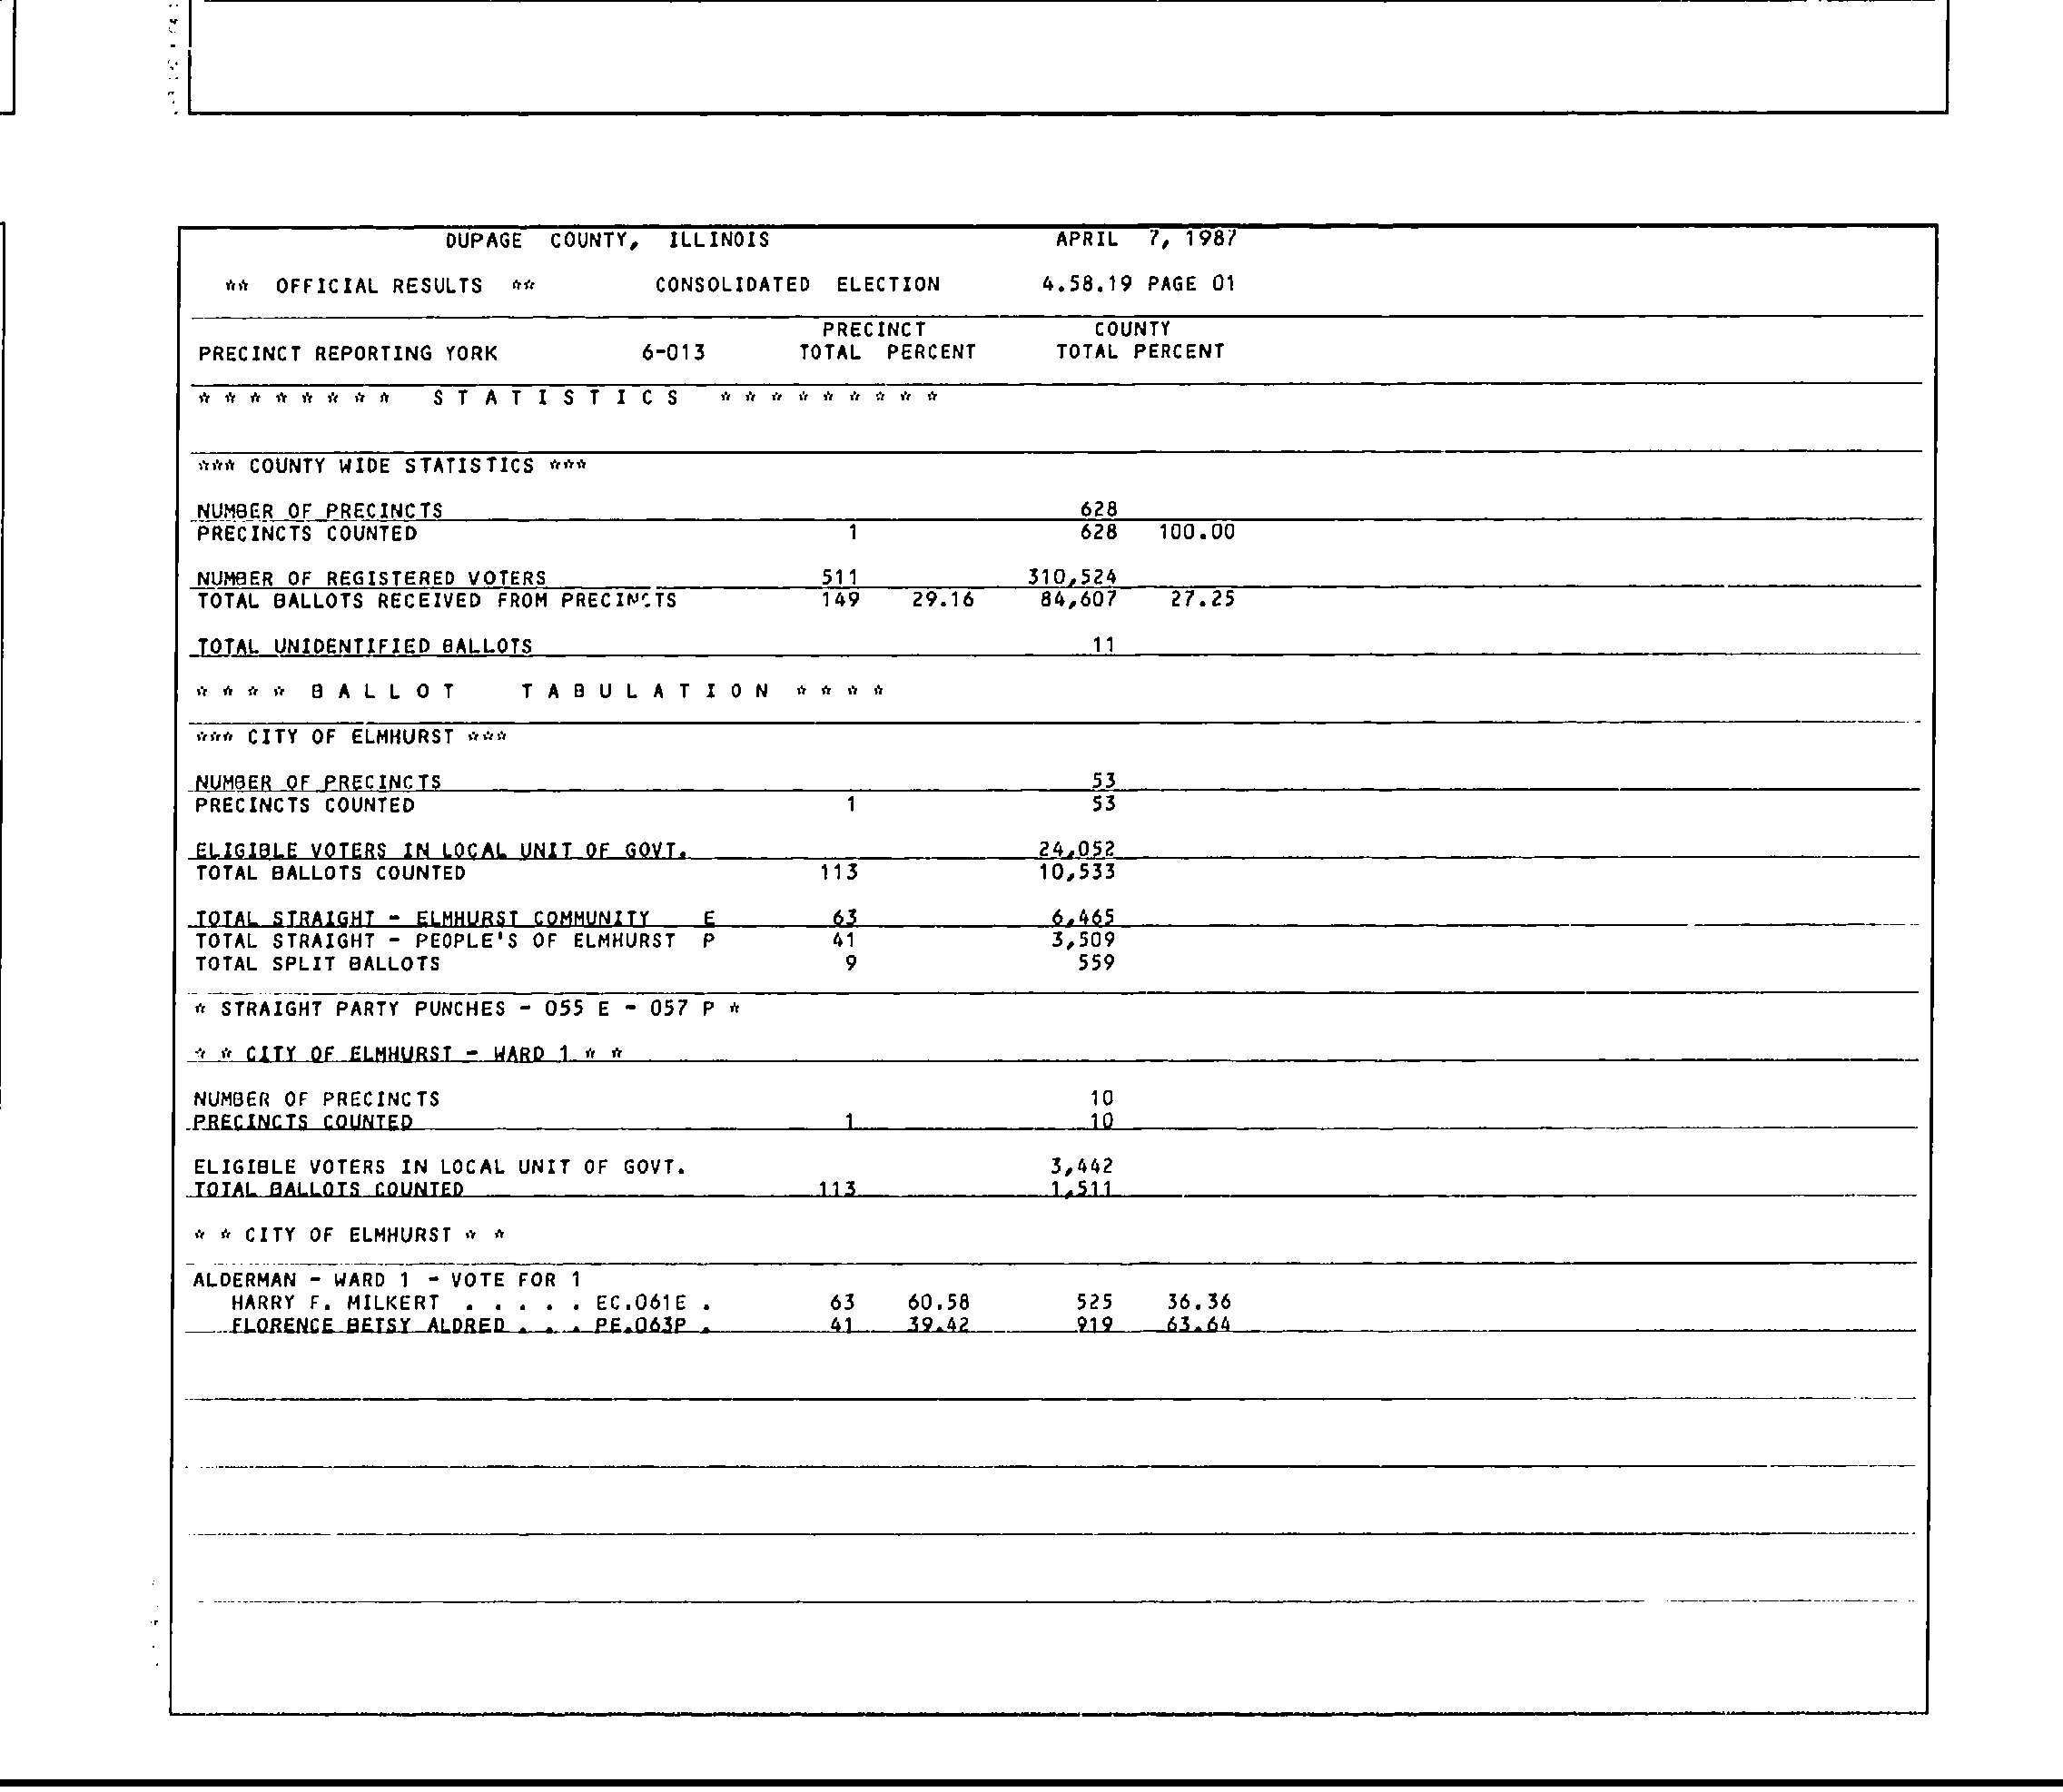 DUPAGE COUNTY, ILLINOIS APRIL 7, 1987
** OFFICIAL RESULTS ** CONSOLIDATED ELECTION 4.58.19 PAGE 01
PRECINCT COUNTY
PRECINCT REPORTING YORK 6-013 TOTAL PERCENT TOTAL PERCENT
* * * * * * * * S T A T I S T I C S * * * * * * * * *
*** COUNTY WIDE STATISTICS ***
NUMBER OF PRECINCTS 628
PRECINCTS COUNTED 1 628 100.00
NUMBER OF REGISTERED VOTERS 511 310,524
TOTAL BALLOTS RECEIVED FROM PRECINCTS 149 29.16 84,607 27.25
TOTAL UNIDENTIFIED BALLOTS 11
* * * * B A L L O T T A B U L A T I O N * * * *
*** CITY OF ELMHURST ***
NUMBER OF PRECINCTS 53
PRECINCTS COUNTED 1 53
ELIGIBLE VOTERS IN LOCAL UNIT OF GOVT. 24,052
TOTAL BALLOTS COUNTED 113 10,533
TOTAL STRAIGHT - ELMHURST COMMUNITY E 63 6,465
TOTAL STRAIGHT - PEOPLE'S OF ELMHURST P 41 3,509
TOTAL SPLIT BALLOTS 9 559
* STRAIGHT PARTY PUNCHES - 055 E - 057 P *
* * CITY OF ELMHURST - WARD 1 * *
NUMBER OF PRECINCTS 10
PRECINCTS COUNTED 1 10
ELIGIBLE VOTERS IN LOCAL UNIT OF GOVT. 3,442
TOTAL BALLOTS COUNTED 113 1,511
* * CITY OF ELMHURST * *
ALDERMAN - WARD 1 - VOTE FOR 1
HARRY F. MILKERT . . . . . EC.061E . 63 60.58 525 36.36
FLORENCE BETSY ALDRED . . . PE.063P . 41 39.42 919 63.64